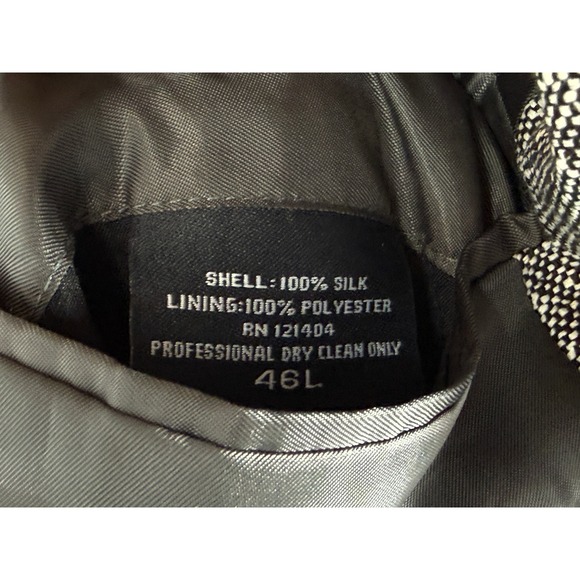 SHELL: 100% SILK
LINING: 100% POLYESTER
RN 121404
PROFESSIONAL DRY CLEAN ONLY
46L